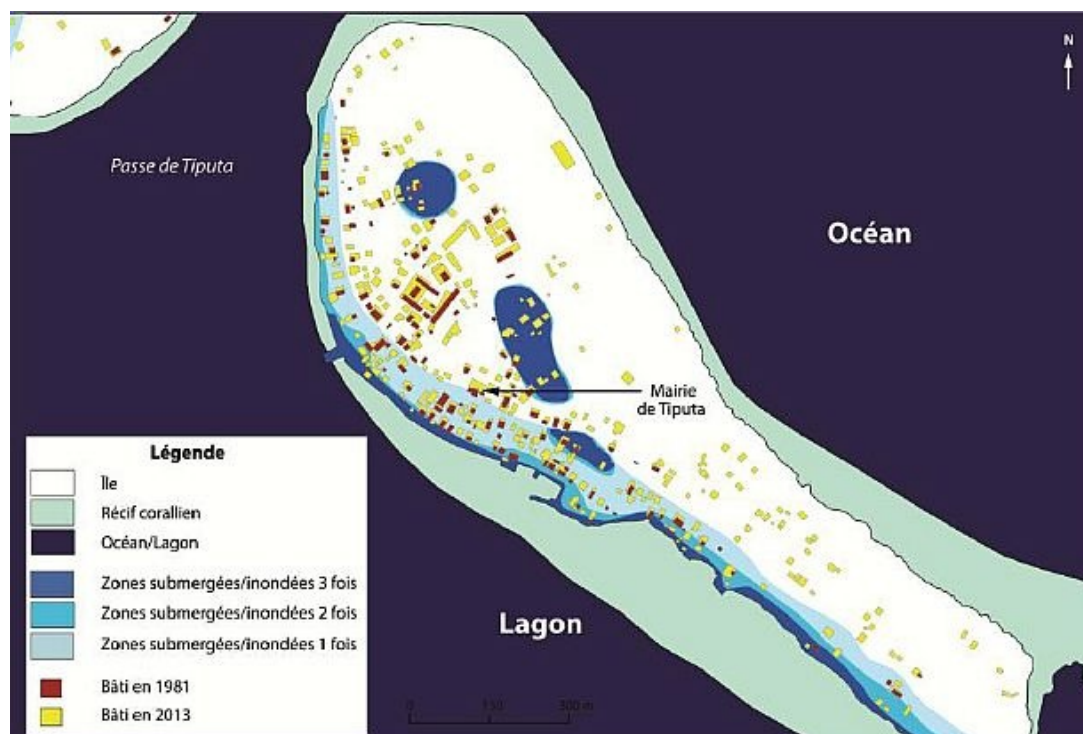 N
Passe de Tiputa
Océan
Mairie
de Tiputa
Légende
Île
Récif corallien
Océan/Lagon
Zones submergées/inondées 3 fois
Zones submergées/inondées 2 fois
Zones submergées/inondées 1 fois
Bâti en 1981
Bâti en 2013
Lagon
0 150 300 m